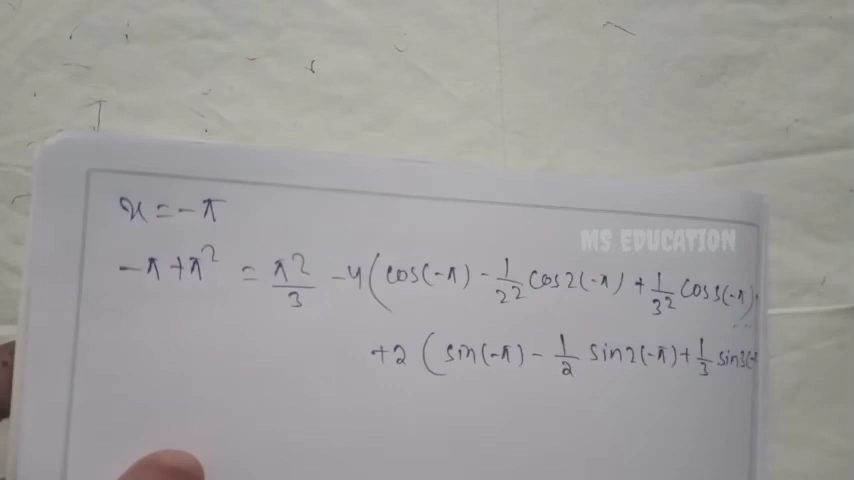 x = -π
MS EDUCATION
-π + π² = π²/3 - 4 ( cos(-π) - 1/2² cos2(-π) + 1/3² cos3(-π) ...
+ 2 ( sin(-π) - 1/2 sin2(-π) + 1/3 sin3(-